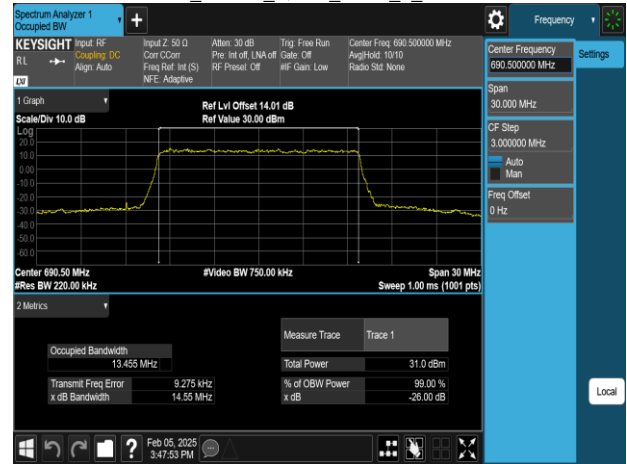 Spectrum Analyzer 1
Occupied BW
Frequency
KEYSIGHT
RL
LXI
Input: RF
Coupling: DC
Align: Auto
Input Z: 50 Ω
Corr CCorr
Freq Ref: Int (S)
NFE: Adaptive
Atten: 30 dB
Pre: Int off, LNA off
RF Presel: Off
Trig: Free Run
Gate: Off
#IF Gain: Low
Center Freq: 690.500000 MHz
Avg|Hold: 10/10
Radio Std: None
1 Graph
Scale/Div 10.0 dB
Ref Lvl Offset 14.01 dB
Ref Value 30.00 dBm
Log
20.0
10.0
0.00
-10.0
-20.0
-30.0
-40.0
-50.0
-60.0
Center 690.50 MHz
#Res BW 220.00 kHz
#Video BW 750.00 kHz
Span 30 MHz
Sweep 1.00 ms (1001 pts)
2 Metrics
Occupied Bandwidth
13.455 MHz
Transmit Freq Error 9.275 kHz
x dB Bandwidth 14.55 MHz
Measure Trace Trace 1
Total Power 31.0 dBm
% of OBW Power 99.00 %
x dB -26.00 dB
Center Frequency
690.500000 MHz
Settings
Span
30.000 MHz
CF Step
3.000000 MHz
Auto
Man
Freq Offset
0 Hz
Local
Feb 05, 2025
3:47:53 PM